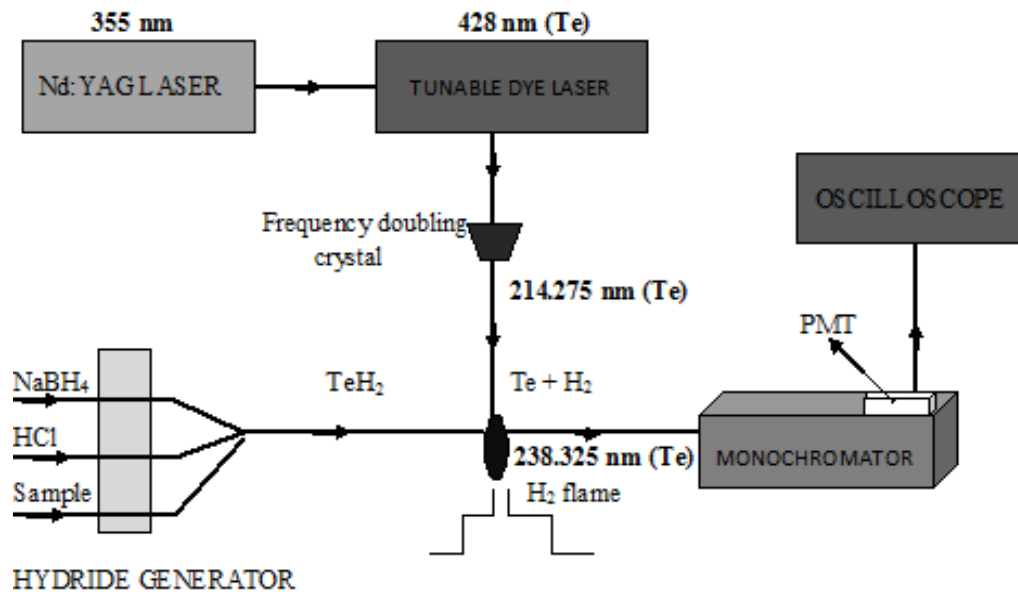 355 nm
428 nm (Te)
Nd: YAG LASER
TUNABLE DYE LASER
OSCILLOSCOPE
Frequency doubling
crystal
214.275 nm (Te)
PMT
NaBH4
TeH2
Te + H2
HCl
238.325 nm (Te)
MONOCHROMATOR
Sample
H2 flame
HYDRIDE GENERATOR